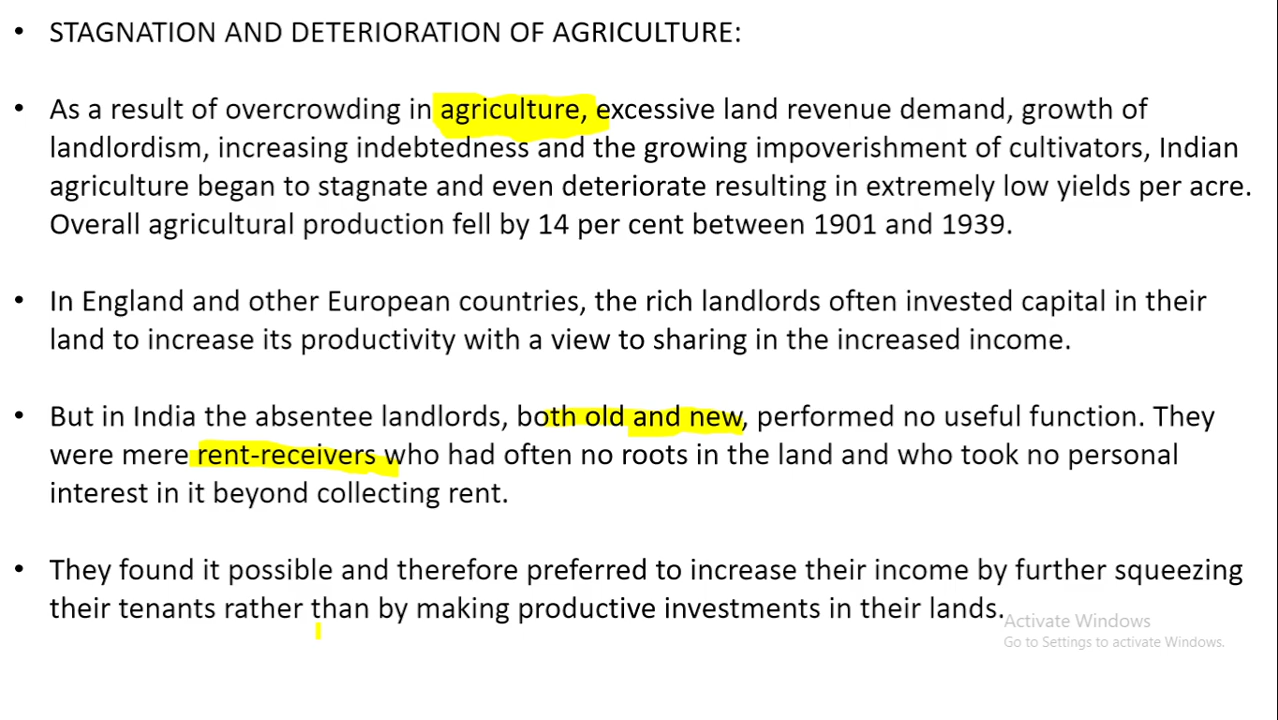 • STAGNATION AND DETERIORATION OF AGRICULTURE:
• As a result of overcrowding in agriculture, excessive land revenue demand, growth of
landlordism, increasing indebtedness and the growing impoverishment of cultivators, Indian
agriculture began to stagnate and even deteriorate resulting in extremely low yields per acre.
Overall agricultural production fell by 14 per cent between 1901 and 1939.
• In England and other European countries, the rich landlords often invested capital in their
land to increase its productivity with a view to sharing in the increased income.
• But in India the absentee landlords, both old and new, performed no useful function. They
were mere rent-receivers who had often no roots in the land and who took no personal
interest in it beyond collecting rent.
• They found it possible and therefore preferred to increase their income by further squeezing
their tenants rather than by making productive investments in their lands.
Activate Windows
Go to Settings to activate Windows.